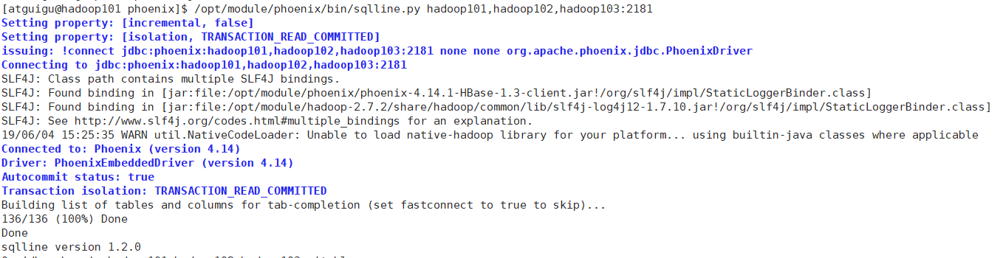 [atguigu@hadoop101 phoenix]$ /opt/module/phoenix/bin/sqlline.py hadoop101,hadoop102,hadoop103:2181
Setting property: [incremental, false]
Setting property: [isolation, TRANSACTION_READ_COMMITTED]
issuing: !connect jdbc:phoenix:hadoop101,hadoop102,hadoop103:2181 none none org.apache.phoenix.jdbc.PhoenixDriver
Connecting to jdbc:phoenix:hadoop101,hadoop102,hadoop103:2181
SLF4J: Class path contains multiple SLF4J bindings.
SLF4J: Found binding in [jar:file:/opt/module/phoenix/phoenix-4.14.1-HBase-1.3-client.jar!/org/slf4j/impl/StaticLoggerBinder.class]
SLF4J: Found binding in [jar:file:/opt/module/hadoop-2.7.2/share/hadoop/common/lib/slf4j-log4j12-1.7.10.jar!/org/slf4j/impl/StaticLoggerBinder.class]
SLF4J: See http://www.slf4j.org/codes.html#multiple_bindings for an explanation.
19/06/04 15:25:35 WARN util.NativeCodeLoader: Unable to load native-hadoop library for your platform... using builtin-java classes where applicable
Connected to: Phoenix (version 4.14)
Driver: PhoenixEmbeddedDriver (version 4.14)
Autocommit status: true
Transaction isolation: TRANSACTION_READ_COMMITTED
Building list of tables and columns for tab-completion (set fastconnect to true to skip)...
136/136 (100%) Done
Done
sqlline version 1.2.0